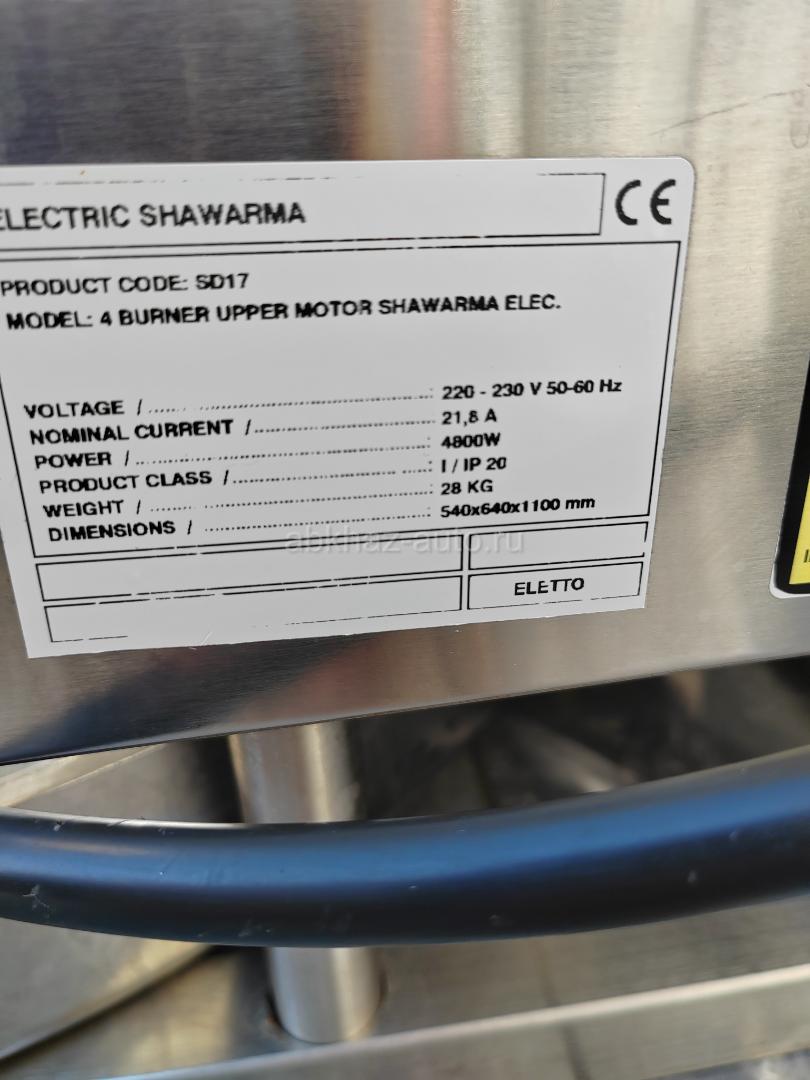 ELECTRIC SHAWARMA CE
PRODUCT CODE: SD17
MODEL: 4 BURNER UPPER MOTOR SHAWARMA ELEC.
VOLTAGE / : 220 - 230 V 50-60 Hz
NOMINAL CURRENT / : 21,8 A
POWER / : 4800W
PRODUCT CLASS / : I / IP 20
WEIGHT / : 28 KG
DIMENSIONS / : 540x640x1100 mm
abkhaz-auto.ru
ELETTO